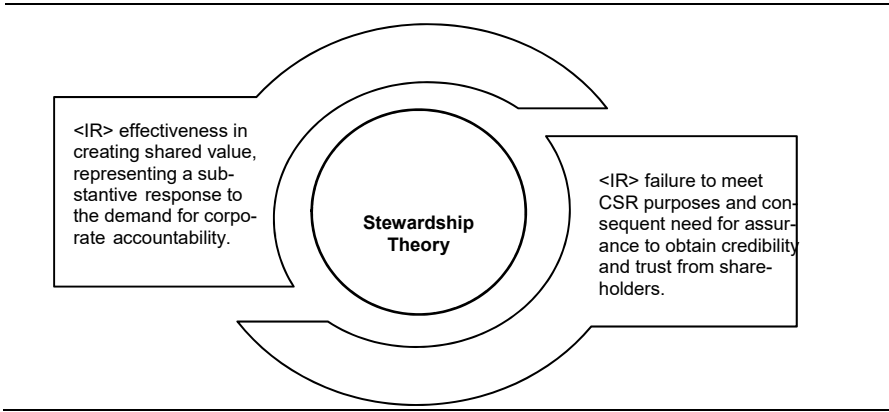 <IR> effectiveness in
creating shared value,
representing a sub-
stantive response to
the demand for corpo-
rate accountability.
Stewardship
Theory
<IR> failure to meet
CSR purposes and con-
sequent need for assur-
ance to obtain credibility
and trust from share-
holders.